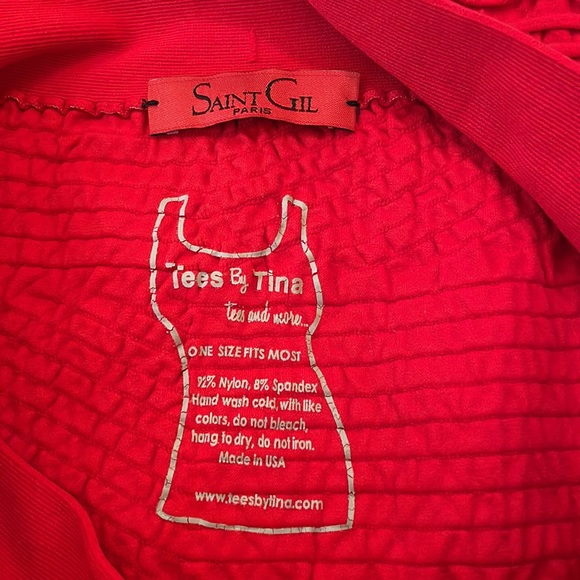 SAINT GIL
PARIS
Tees By Tina
tees and more...
ONE SIZE FITS MOST
92% Nylon, 8% Spandex
Hand wash cold, with like
colors, do not bleach,
hang to dry, do not iron.
Made in USA
www.teesbytina.com